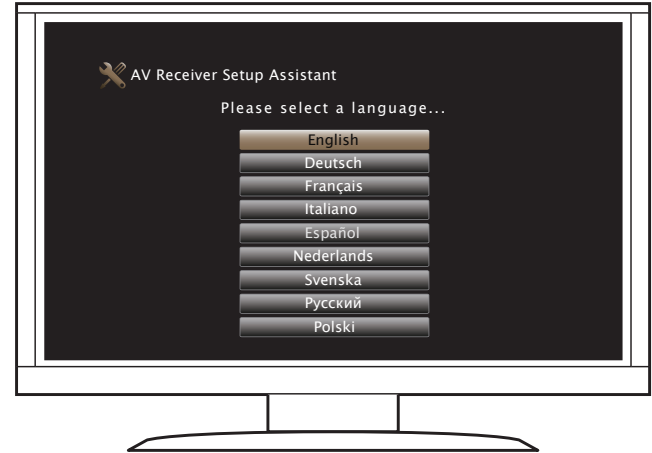 AV Receiver Setup Assistant
Please select a language...
English
Deutsch
Français
Italiano
Español
Nederlands
Svenska
Русский
Polski